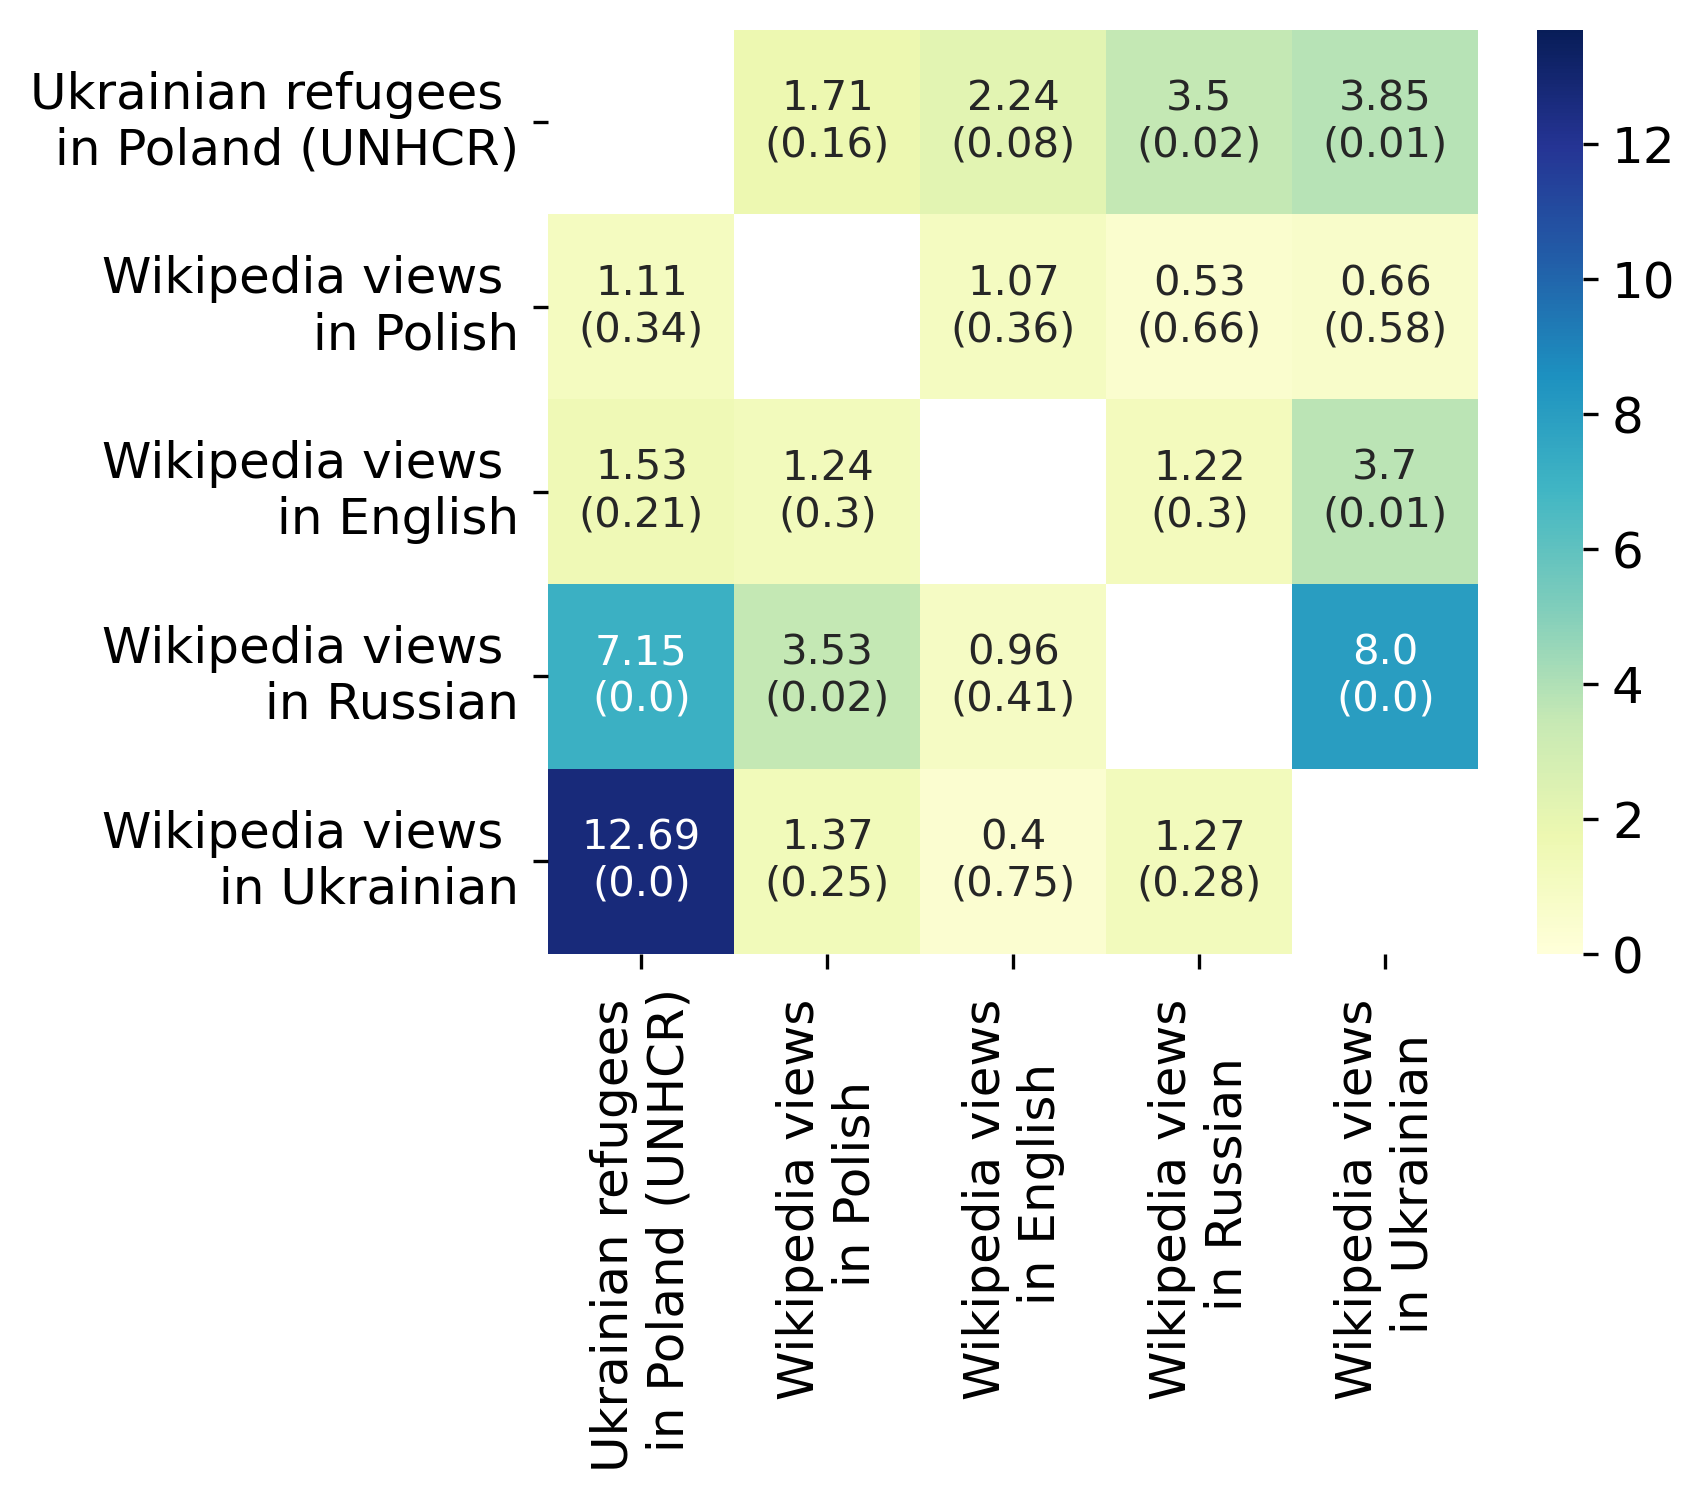 Ukrainian refugees
in Poland (UNHCR)
1.71
(0.16)
2.24
(0.08)
3.5
(0.02)
3.85
(0.01)
Wikipedia views
in Polish
1.11
(0.34)
1.07
(0.36)
0.53
(0.66)
0.66
(0.58)
Wikipedia views
in English
1.53
(0.21)
1.24
(0.3)
1.22
(0.3)
3.7
(0.01)
Wikipedia views
in Russian
7.15
(0.0)
3.53
(0.02)
0.96
(0.41)
8.0
(0.0)
Wikipedia views
in Ukrainian
12.69
(0.0)
1.37
(0.25)
0.4
(0.75)
1.27
(0.28)
12
10
8
6
4
2
0
Ukrainian refugees
in Poland (UNHCR)
Wikipedia views
in Polish
Wikipedia views
in English
Wikipedia views
in Russian
Wikipedia views
in Ukrainian